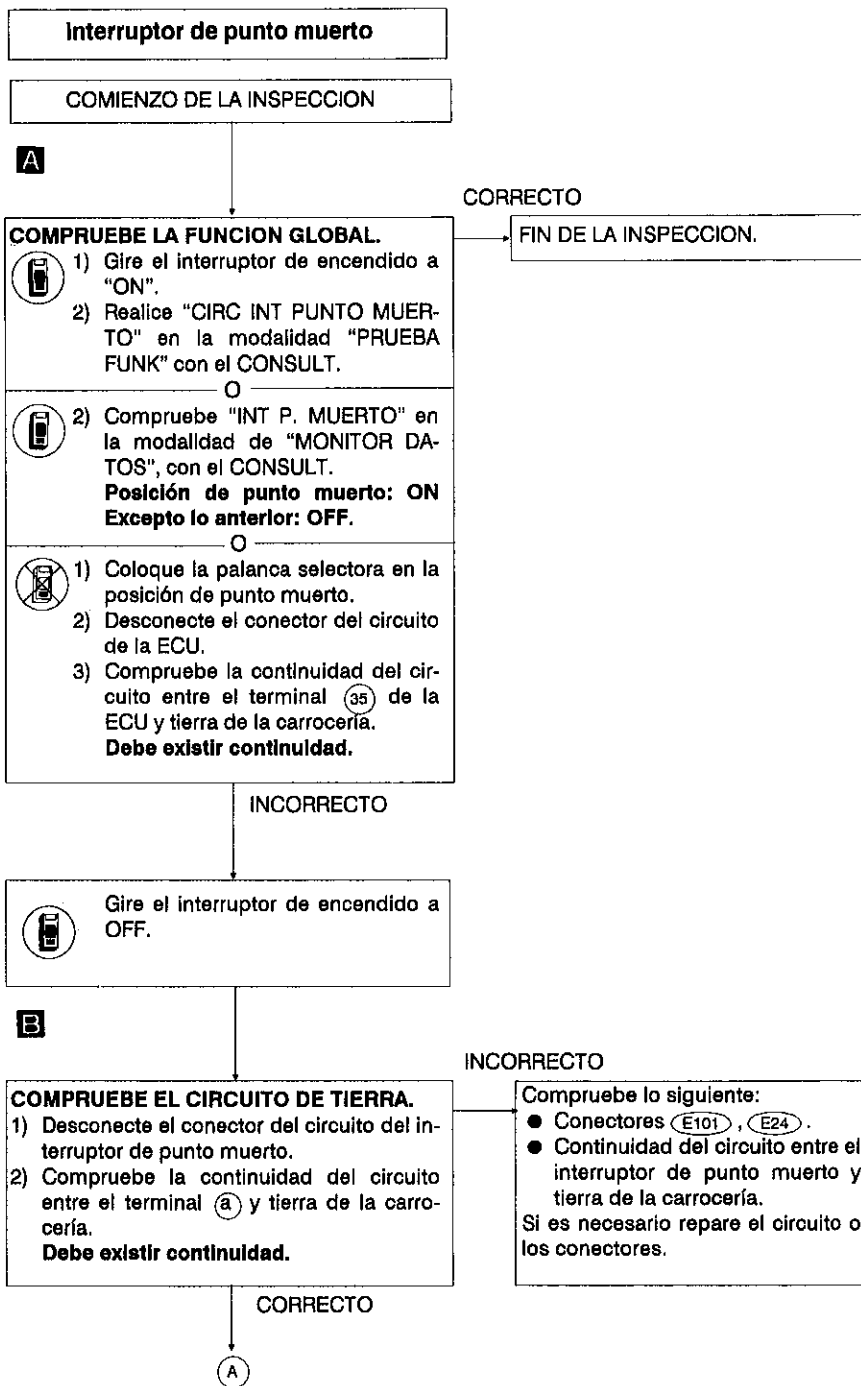 Interruptor de punto muerto
COMIENZO DE LA INSPECCION
A
CORRECTO
COMPRUEBE LA FUNCION GLOBAL.
1) Gire el interruptor de encendido a
"ON".
2) Realice "CIRC INT PUNTO MUER-
TO" en la modalidad "PRUEBA
FUNK" con el CONSULT.
O
2) Compruebe "INT P. MUERTO" en
la modalidad de "MONITOR DA-
TOS", con el CONSULT.
Posición de punto muerto: ON
Excepto lo anterior: OFF.
O
1) Coloque la palanca selectora en la
posición de punto muerto.
2) Desconecte el conector del circuito
de la ECU.
3) Compruebe la continuidad del cir-
cuito entre el terminal 35 de la
ECU y tierra de la carrocería.
Debe existir continuidad.
FIN DE LA INSPECCION.
INCORRECTO
Gire el interruptor de encendido a
OFF.
B
INCORRECTO
COMPRUEBE EL CIRCUITO DE TIERRA.
1) Desconecte el conector del circuito del in-
terruptor de punto muerto.
2) Compruebe la continuidad del circuito
entre el terminal a y tierra de la carro-
cería.
Debe existir continuidad.
Compruebe lo siguiente:
● Conectores E101 , E24 .
● Continuidad del circuito entre el
interruptor de punto muerto y
tierra de la carrocería.
Si es necesario repare el circuito o
los conectores.
CORRECTO
A